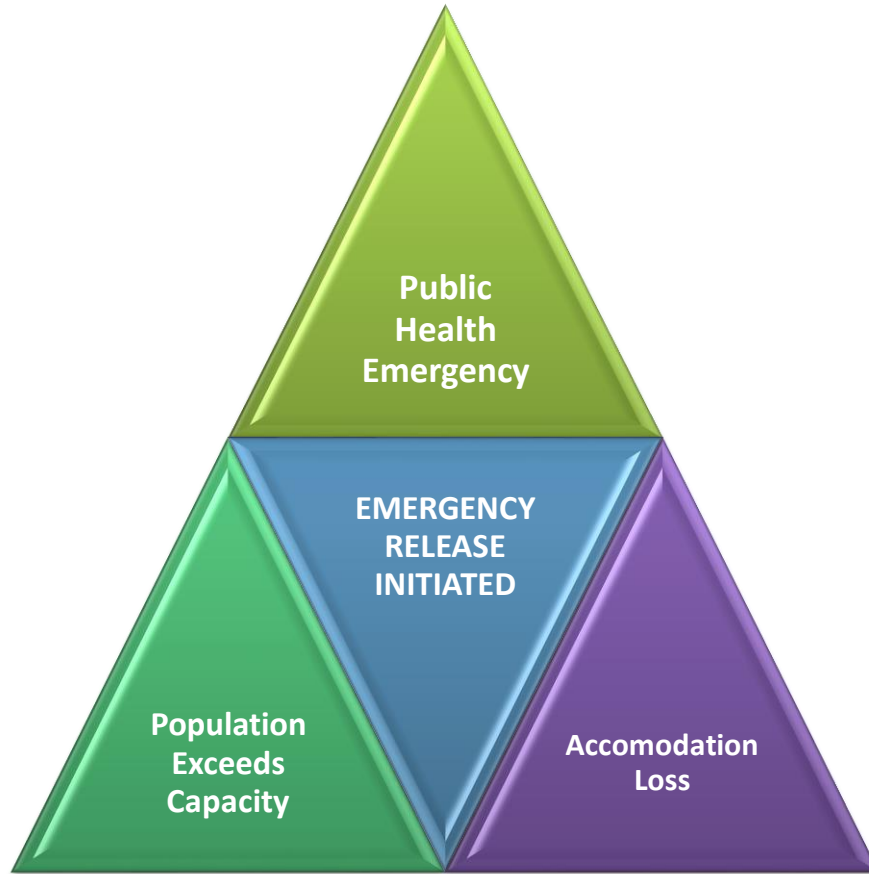 Public
Health
Emergency
EMERGENCY
RELEASE
INITIATED
Population
Exceeds
Capacity
Accomodation
Loss